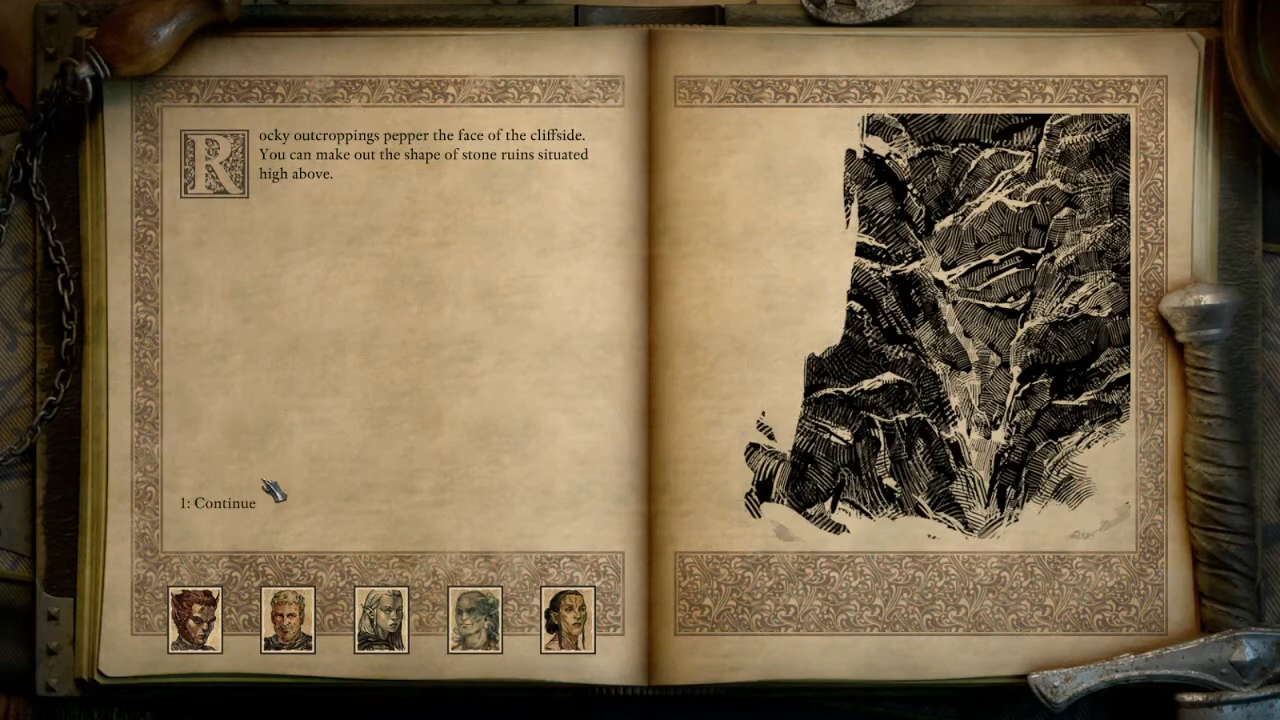 Rocky outcroppings pepper the face of the cliffside.
You can make out the shape of stone ruins situated
high above.
1: Continue